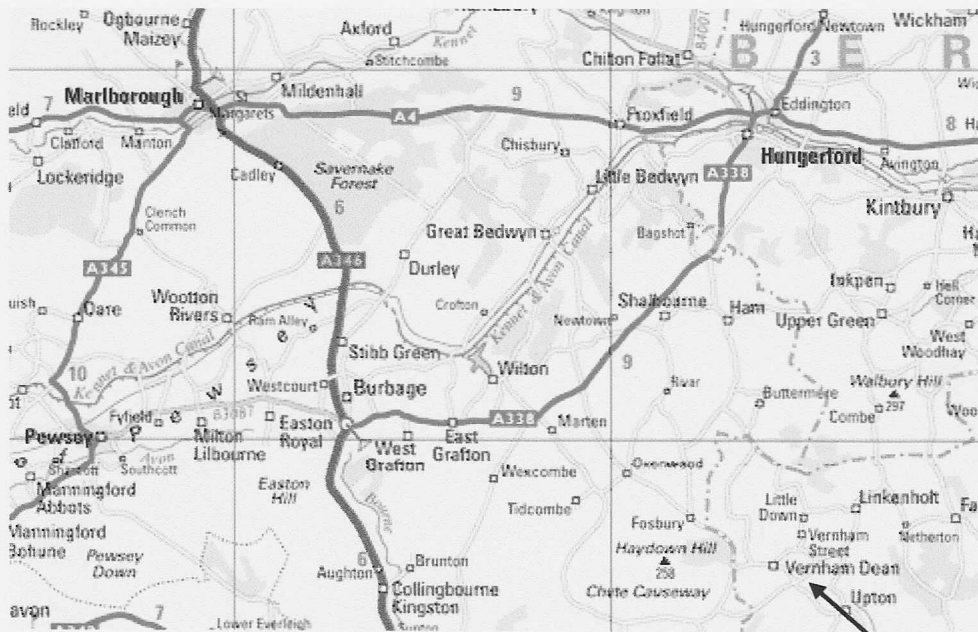 Rockley
Ogbourne
Maizey
Axford
Stitchcombe
Kennet
Chilton Foliat
B4001
Hungerford Newtown
Wickham
B E R
3
Marlborough
Mildenhall
Margarets
7
Clatford
Manton
Lockeridge
A4
9
Froxfield
Eddington
8
Chisbury
Hungerford
Avington
Cadley
Savernake
Forest
6
Little Bedwyn
A338
Kintbury
Clench
Common
Great Bedwyn
Bagshot
A345
A346
Durley
Kennet & Avon Canal
Inkpen
Hell
Corner
Oare
Wootton
Rivers
Ram Alley
Crofton
Newtown
Shalbourne
Ham
Upper Green
West
Woodhay
Kennet & Avon Canal
Stibb Green
10
Westcourt
Burbage
Wilton
9
Rivar
Buttermere
Walbury Hill
297
Combe
Fyfield
B3087
Pewsey
Milton
Lilbourne
Easton
Royal
West
Grafton
East
Grafton
A338
Marten
Sharcott
Southcott
Avon
Manningford
Abbots
Easton
Hill
Bourne
Wexcombe
Oxenwood
Tidcombe
Fosbury
Little
Down
Linkenholt
Manningford
Bohune
Pewsey
Down
Vernham
Street
Netherton
Haydown Hill
258
6
Aughton
Brunton
Vernham Dean
Collingbourne
Kingston
Chute Causeway
Upton
avon
7
Lower Everleigh